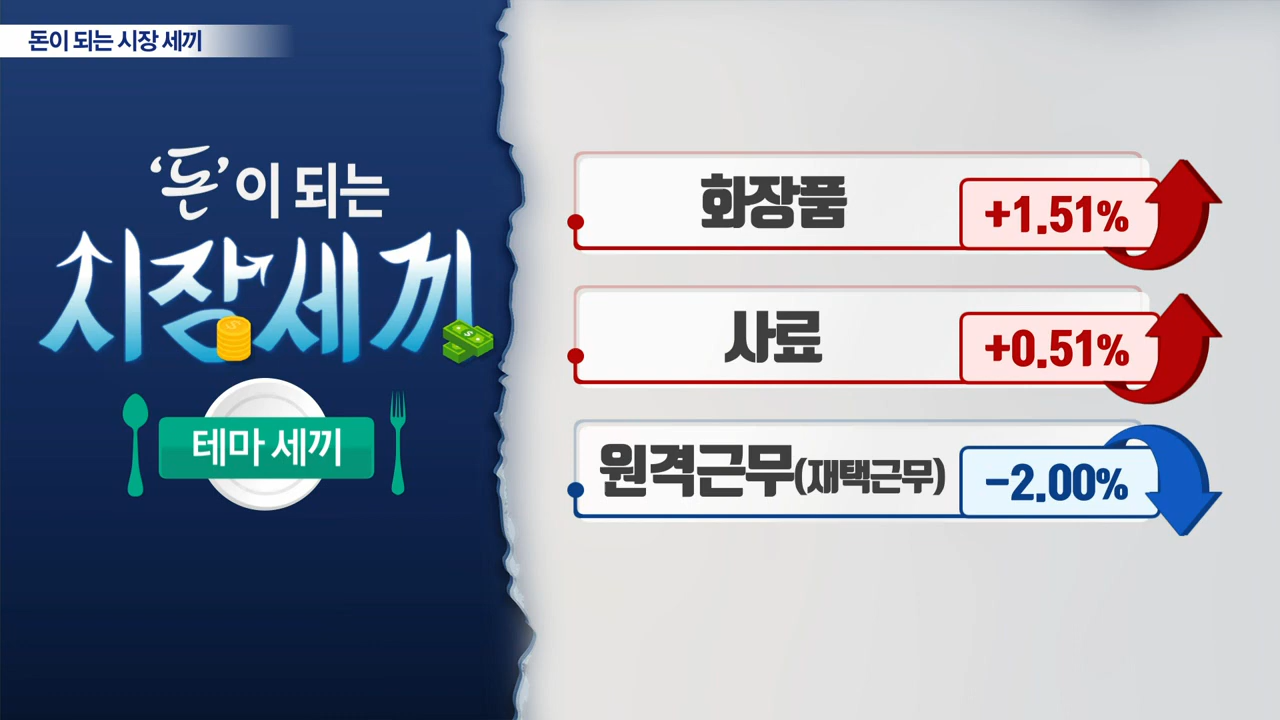 돈이 되는 시장 세끼
‘돈’이 되는
시장세끼
테마 세끼
화장품
+1.51%
사료
+0.51%
원격근무(재택근무)
-2.00%